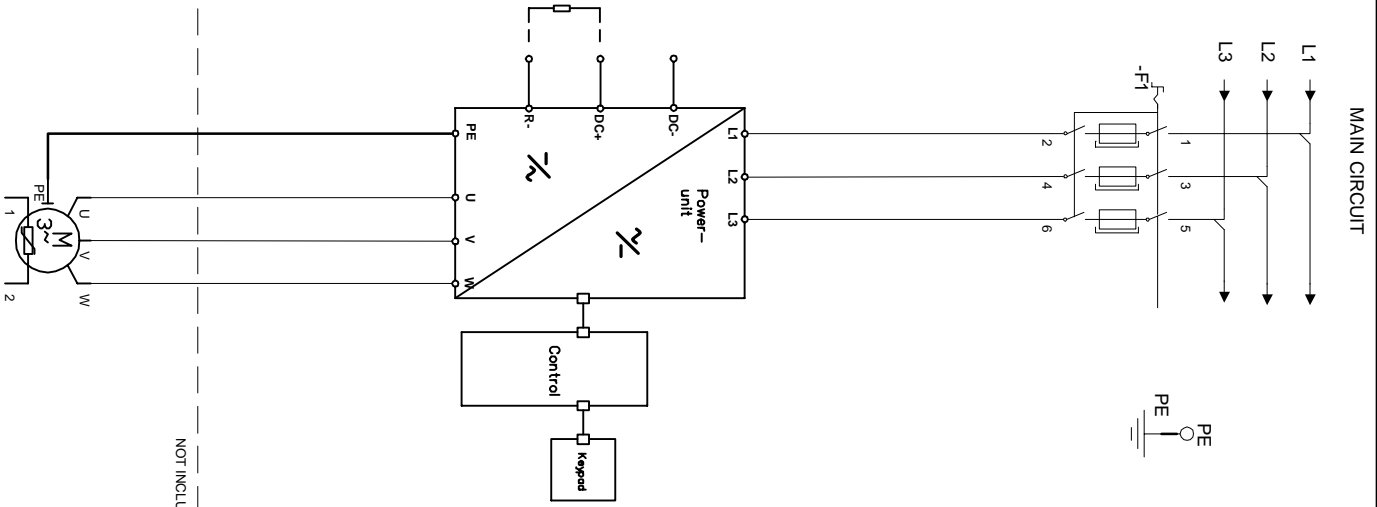 MAIN CIRCUIT
L1
L2
L3
-F1
1
3
5
2
4
6
PE
PE
L1
L2
L3
Power-
unit
DC-
DC+
R-
PE
U
V
W
Control
Keypad
NOT INCLU
PE
U
V
W
M
3~
1
2